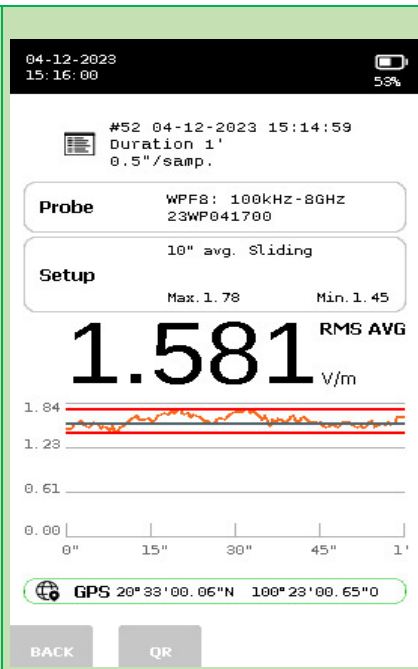 04-12-2023
15:16:00
53%
#52 04-12-2023 15:14:59
Duration 1'
0.5"/samp.
Probe
WPF8: 100kHz-8GHz
23WP041700
Setup
10" avg. Sliding
Max.1.78 Min.1.45
1.581 RMS AVG
V/m
1.84
1.23
0.61
0.00
0" 15" 30" 45" 1'
GPS 20°33'00.06"N 100°23'00.65"O
BACK QR